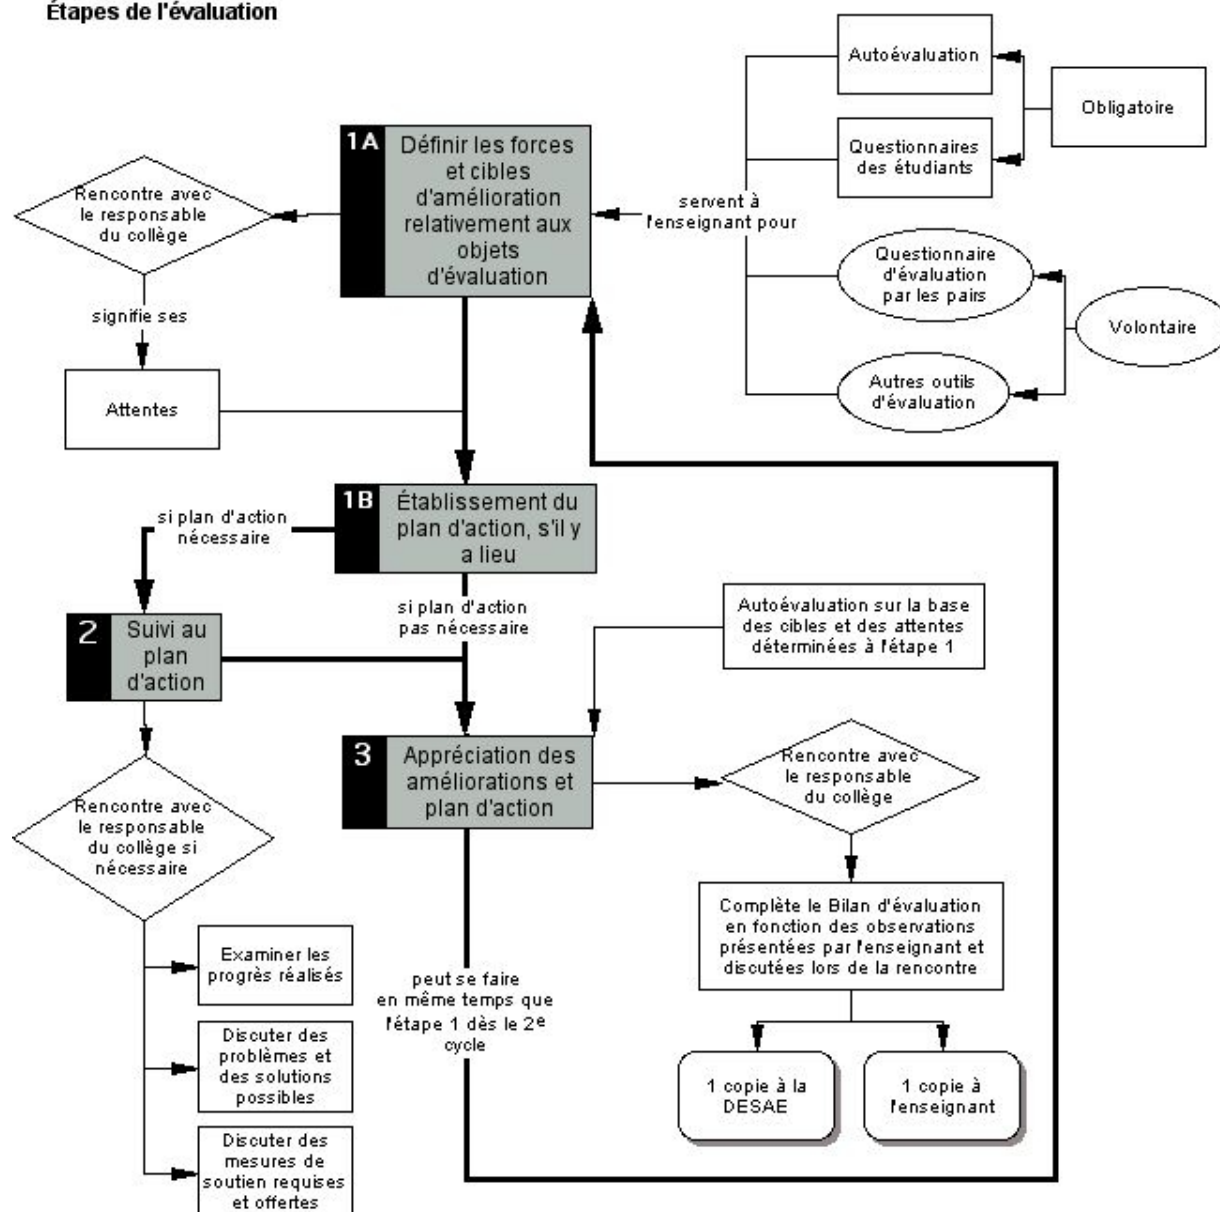 Étapes de l'évaluation
Autoévaluation
Obligatoire
Questionnaires
des étudiants
servent à
l'enseignant pour
Questionnaire
d'évaluation
par les pairs
Volontaire
Autres outils
d'évaluation
1A
Définir les forces
et cibles
d'amélioration
relativement aux
objets
d'évaluation
Rencontre avec
le responsable
du collège
signifie ses
Attentes
1B
Établissement du
plan d'action, s'il y
a lieu
si plan d'action
nécessaire
si plan d'action
pas nécessaire
2
Suivi au
plan
d'action
Autoévaluation sur la base
des cibles et des attentes
déterminées à l'étape 1
3
Appréciation des
améliorations et
plan d'action
Rencontre avec
le responsable
du collège
Rencontre avec
le responsable
du collège si
nécessaire
Complète le Bilan d'évaluation
en fonction des observations
présentées par l'enseignant et
discutées lors de la rencontre
Examiner les
progrès réalisés
Discuter des
problèmes et
des solutions
possibles
Discuter des
mesures de
soutien requises
et offertes
peut se faire
en même temps que
l'étape 1 dès le 2e
cycle
1 copie à la
DESAE
1 copie à
l'enseignant